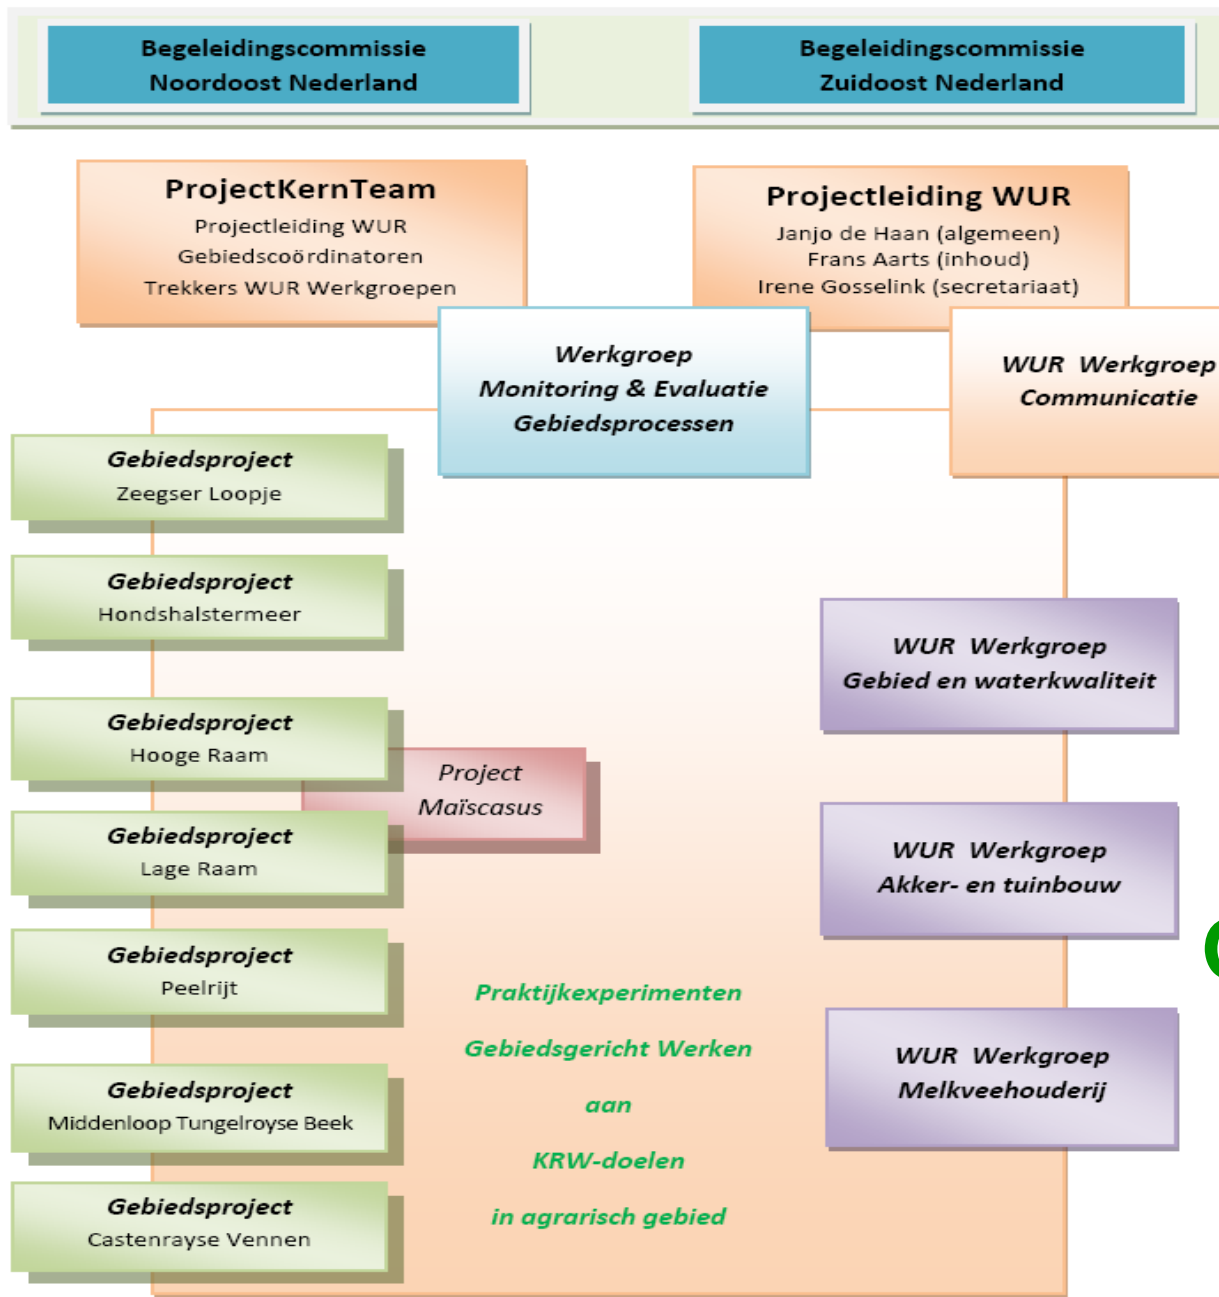 Begeleidingscommissie
Noordoost Nederland
Begeleidingscommissie
Zuidoost Nederland
ProjectKernTeam
Projectleiding WUR
Gebiedscoördinatoren
Trekkers WUR Werkgroepen
Projectleiding WUR
Janjo de Haan (algemeen)
Frans Aarts (inhoud)
Irene Gosselink (secretariaat)
Werkgroep
Monitoring & Evaluatie
Gebiedsprocessen
WUR Werkgroep
Communicatie
Gebiedsproject
Zeegser Loopje
Gebiedsproject
Hondshalstermeer
Gebiedsproject
Hooge Raam
Project
Maïscasus
Gebiedsproject
Lage Raam
Gebiedsproject
Peelrijt
Gebiedsproject
Middenloop Tungelroyse Beek
Gebiedsproject
Castenrayse Vennen
WUR Werkgroep
Gebied en waterkwaliteit
WUR Werkgroep
Akker- en tuinbouw
WUR Werkgroep
Melkveehouderij
Praktijkexperimenten
Gebiedsgericht Werken
aan
KRW-doelen
in agrarisch gebied